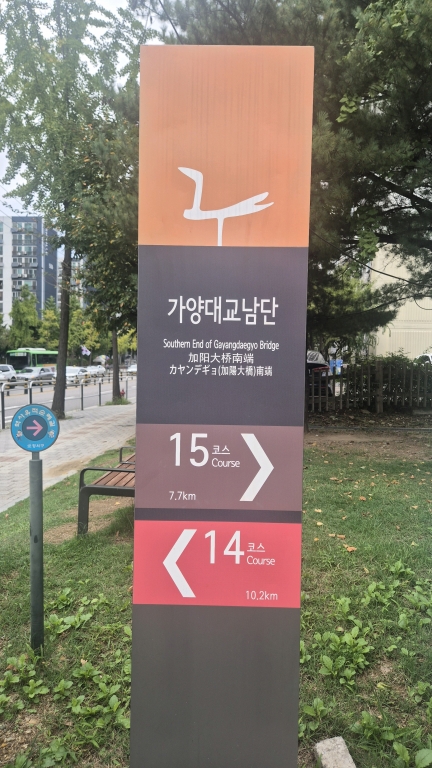 가양대교남단
Southern End of Gayangdaegyo Bridge
加阳大桥南端
カヤンデギョ(加陽大橋)南端
15 코스
Course
7.7km
14 코스
Course
10.2km